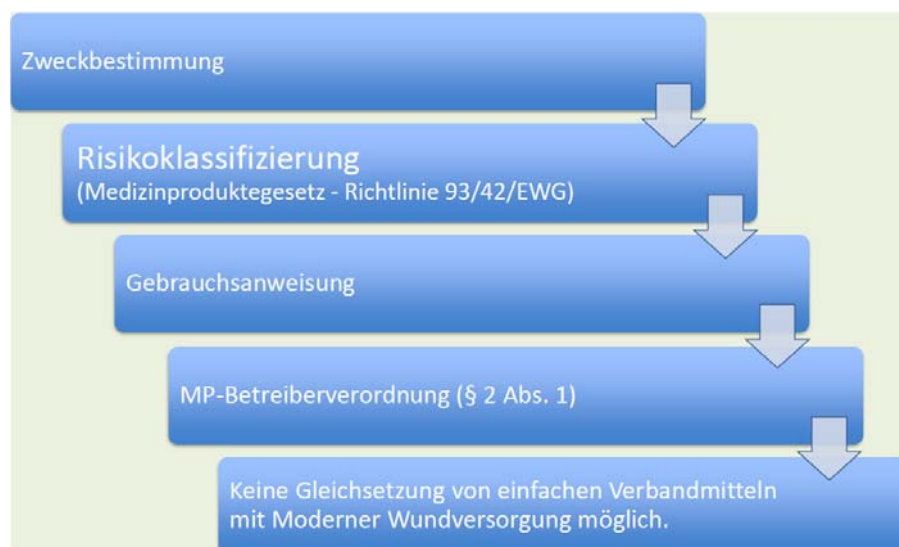 Zweckbestimmung
Risikoklassifizierung
(Medizinproduktegesetz - Richtlinie 93/42/EWG)
Gebrauchsanweisung
MP-Betreiberverordnung (§ 2 Abs. 1)
Keine Gleichsetzung von einfachen Verbandmitteln
mit Moderner Wundversorgung möglich.